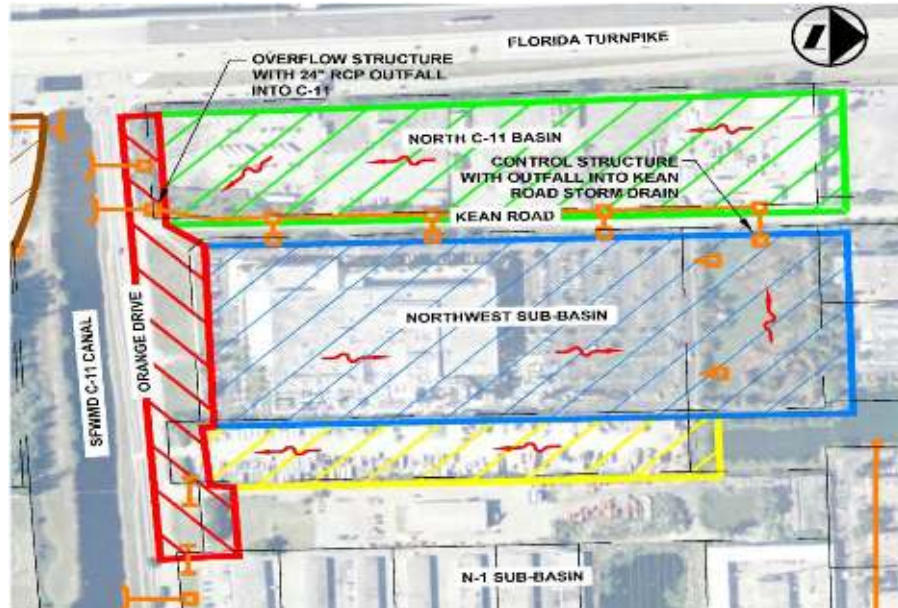 FLORIDA TURNPIKE
OVERFLOW STRUCTURE
WITH 24" RCP OUTFALL
INTO C-11
NORTH C-11 BASIN
CONTROL STRUCTURE
WITH OUTFALL INTO KEAN
ROAD STORM DRAIN
KEAN ROAD
NORTHWEST SUB-BASIN
ORANGE DRIVE
SFWMD C-11 CANAL
N-1 SUB-BASIN